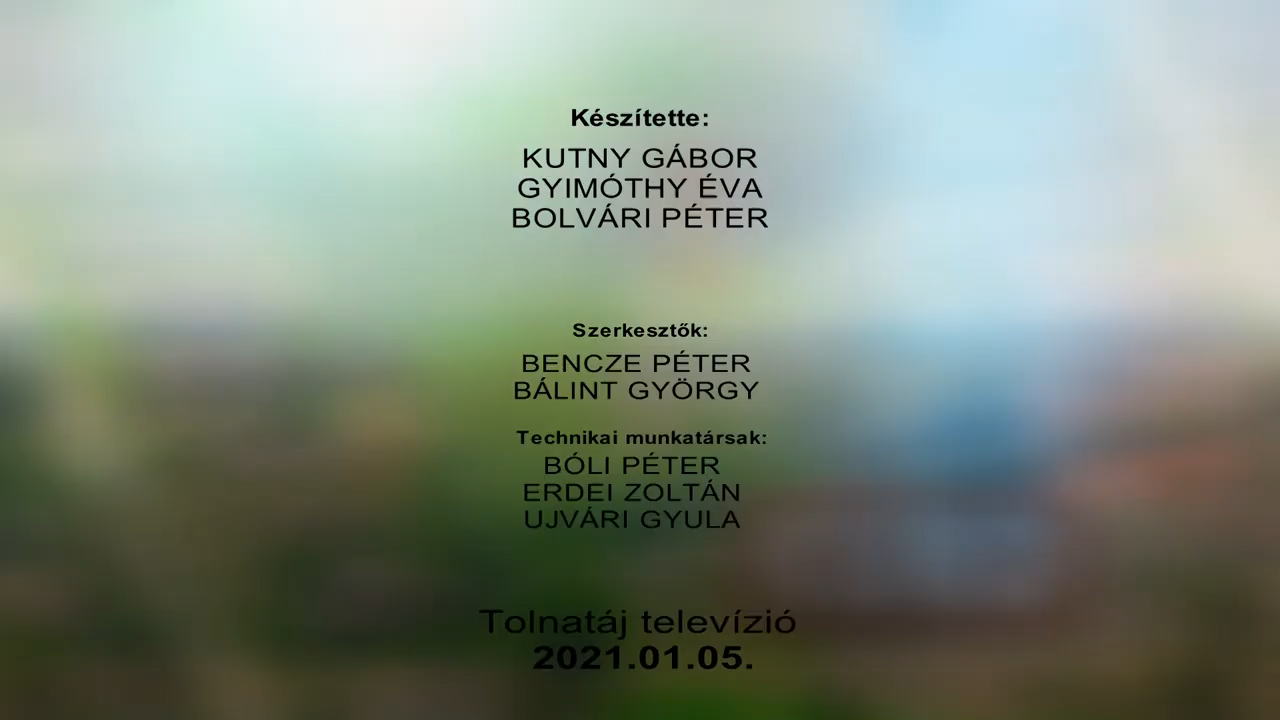 Készítette:
KUTNY GÁBOR
GYIMÓTHY ÉVA
BOLVÁRI PÉTER
Szerkesztők:
BENCZE PÉTER
BÁLINT GYÖRGY
Technikai munkatársak:
BÓLI PÉTER
ERDEI ZOLTÁN
UJVÁRI GYULA
Tolnatáj televízió
2021.01.05.